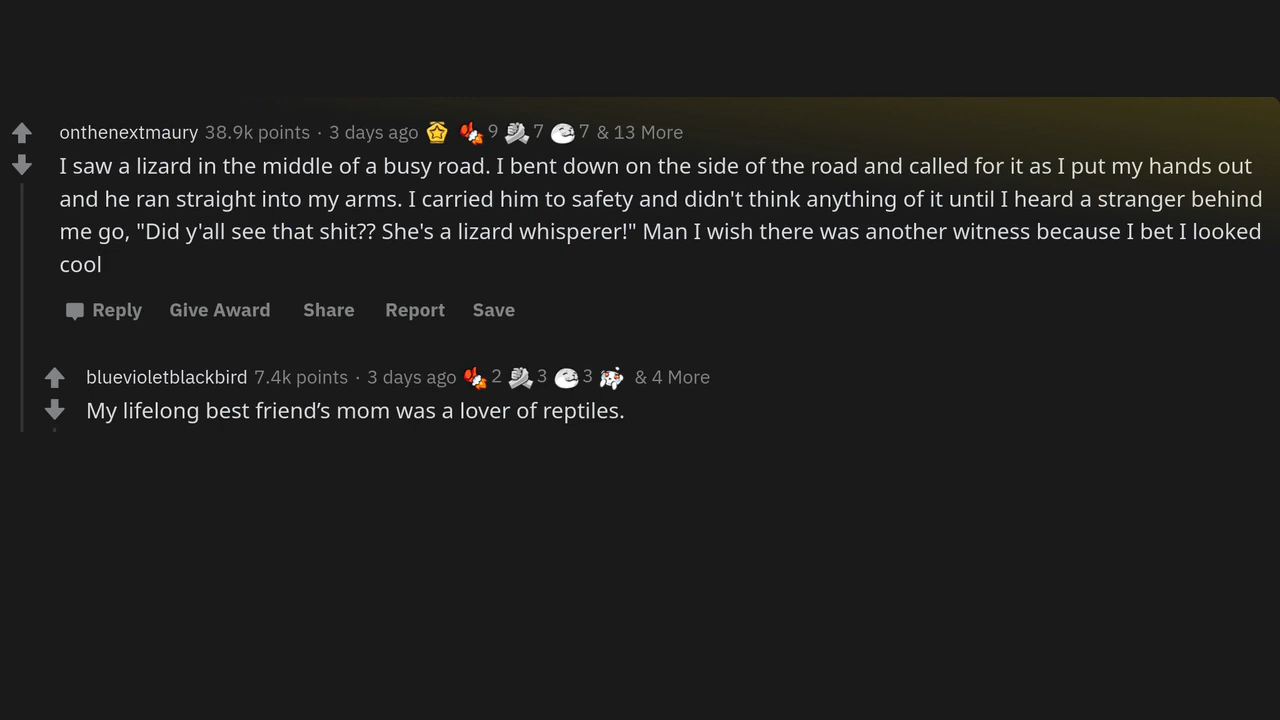 onthenextmaury 38.9k points · 3 days ago 9 7 7 & 13 More
I saw a lizard in the middle of a busy road. I bent down on the side of the road and called for it as I put my hands out
and he ran straight into my arms. I carried him to safety and didn't think anything of it until I heard a stranger behind
me go, "Did y'all see that shit?? She's a lizard whisperer!" Man I wish there was another witness because I bet I looked
cool
Reply Give Award Share Report Save
bluevioletblackbird 7.4k points · 3 days ago 2 3 3 & 4 More
My lifelong best friend’s mom was a lover of reptiles.